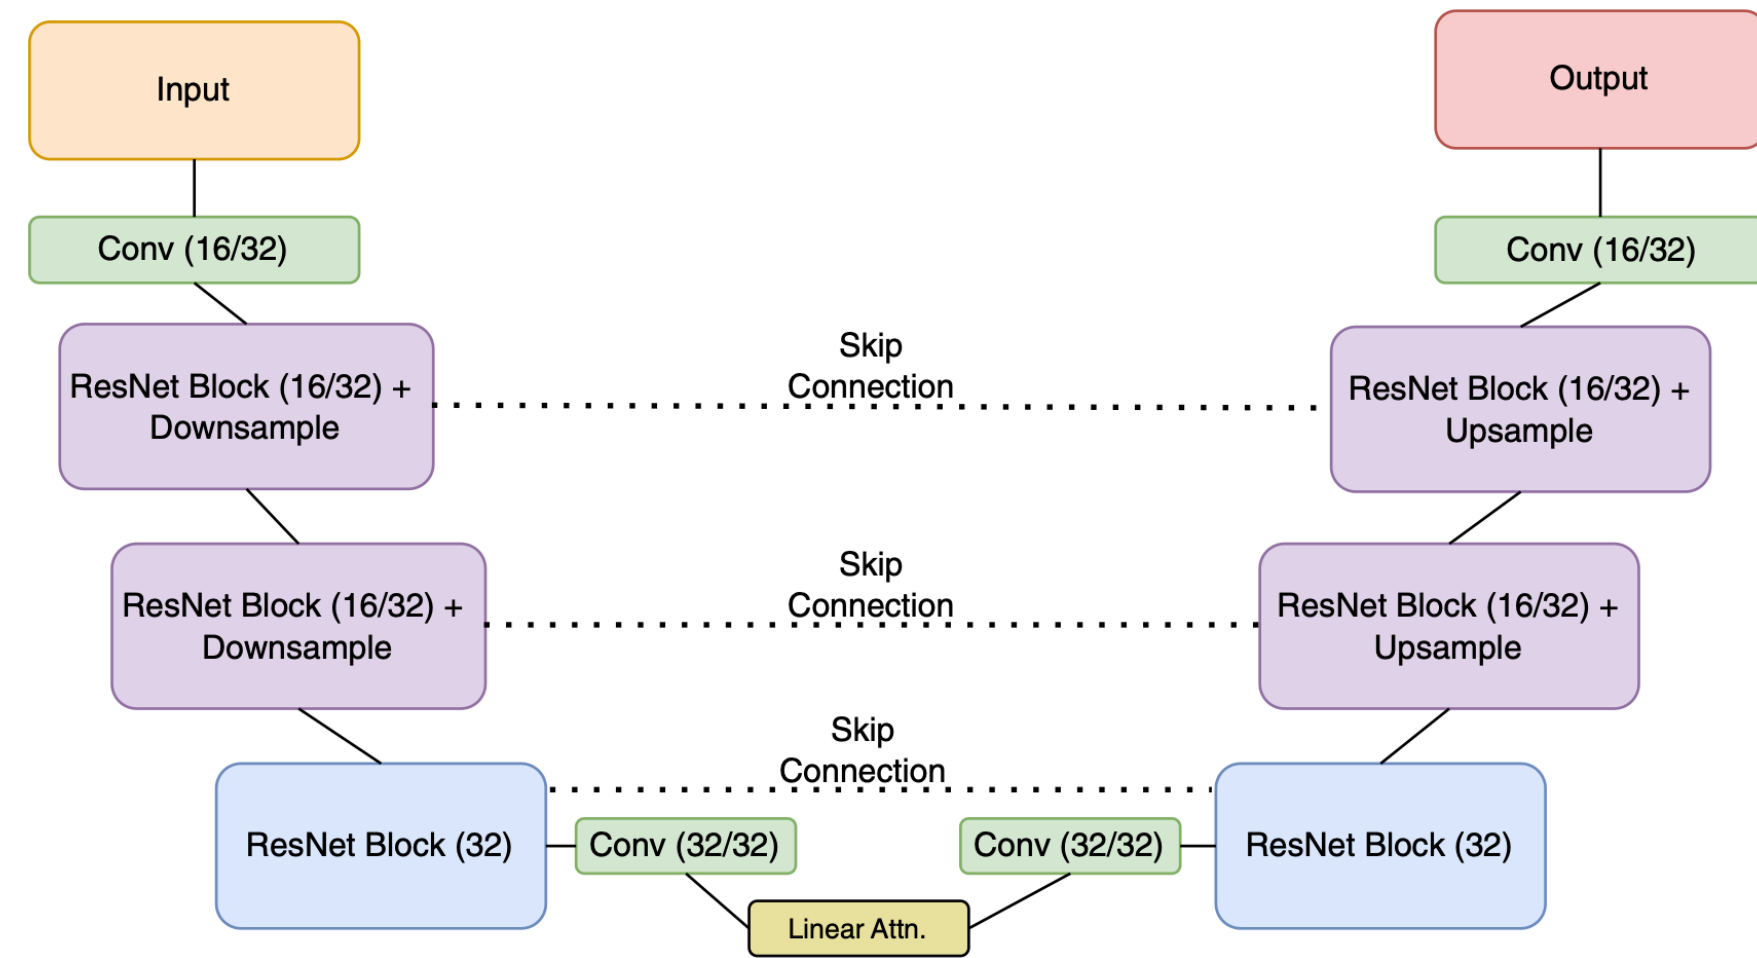 Input
Output
Conv (16/32)
Conv (16/32)
ResNet Block (16/32) +
Downsample
Skip
Connection
ResNet Block (16/32) +
Upsample
ResNet Block (16/32) +
Downsample
Skip
Connection
ResNet Block (16/32) +
Upsample
Skip
Connection
ResNet Block (32)
Conv (32/32)
Conv (32/32)
ResNet Block (32)
Linear Attn.